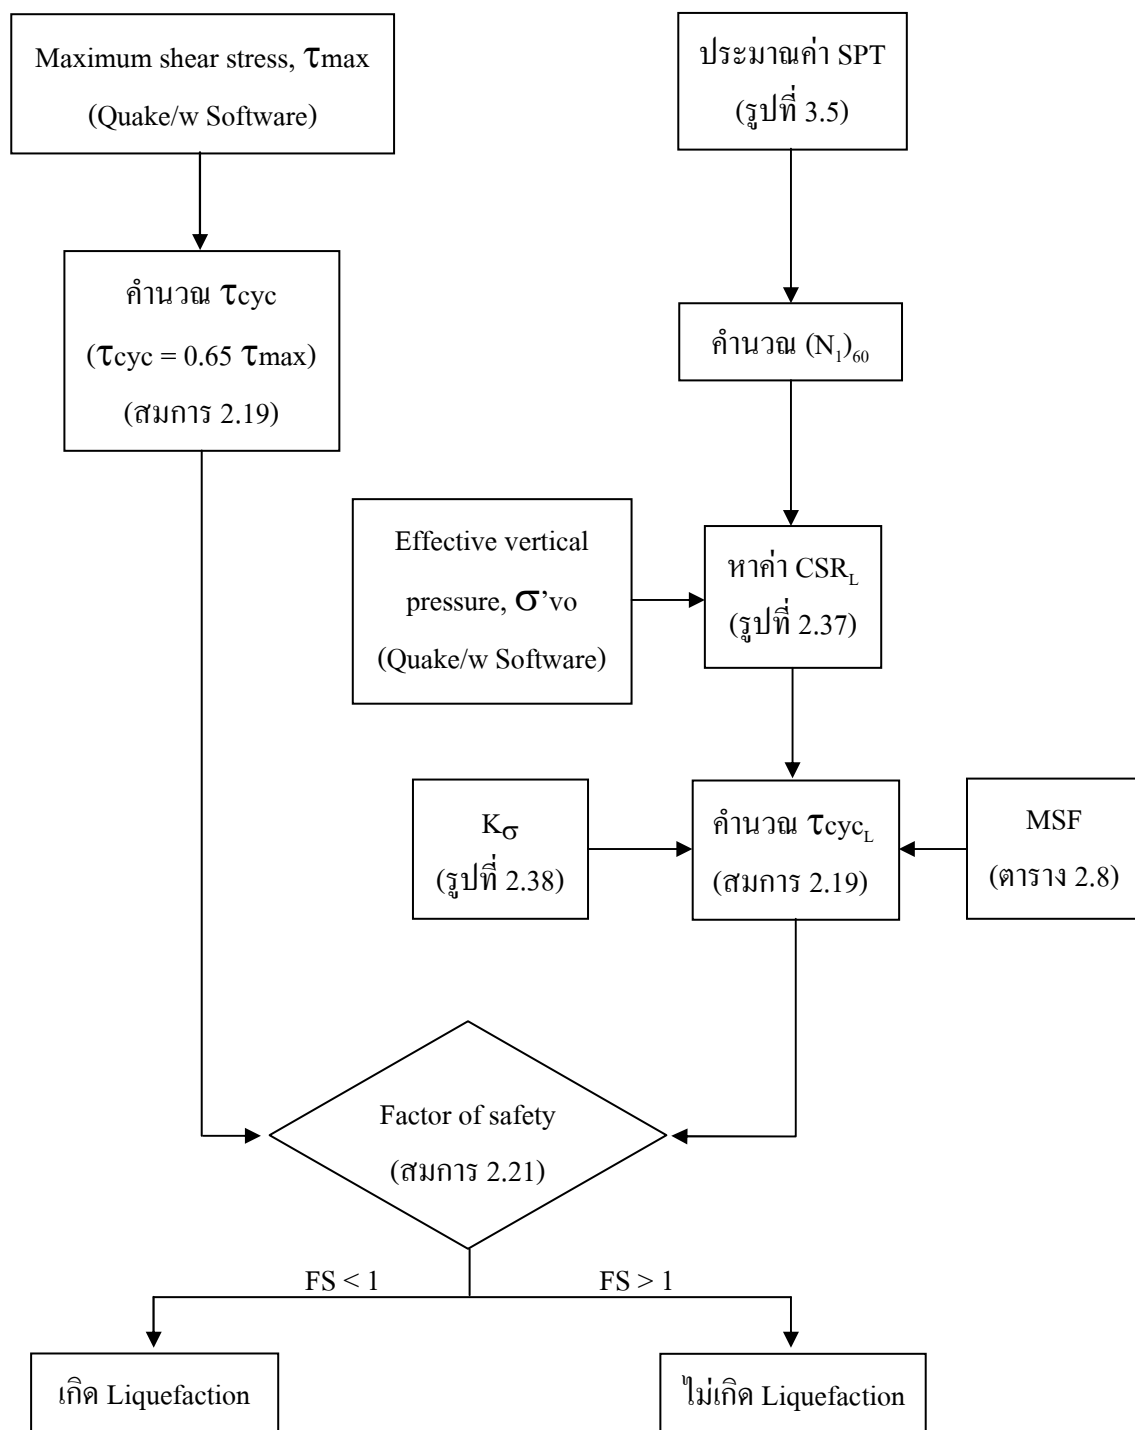 Maximum shear stress, τmax
(Quake/w Software)
ประมาณค่า SPT
(รูปที่ 3.5)
คำนวณ τcyc
(τcyc = 0.65 τmax)
(สมการ 2.19)
คำนวณ (N₁)₆₀
Effective vertical
pressure, σ’vo
(Quake/w Software)
หาค่า CSR_L
(รูปที่ 2.37)
Kσ
(รูปที่ 2.38)
คำนวณ τcyc_L
(สมการ 2.19)
MSF
(ตาราง 2.8)
Factor of safety
(สมการ 2.21)
FS < 1
FS > 1
เกิด Liquefaction
ไม่เกิด Liquefaction